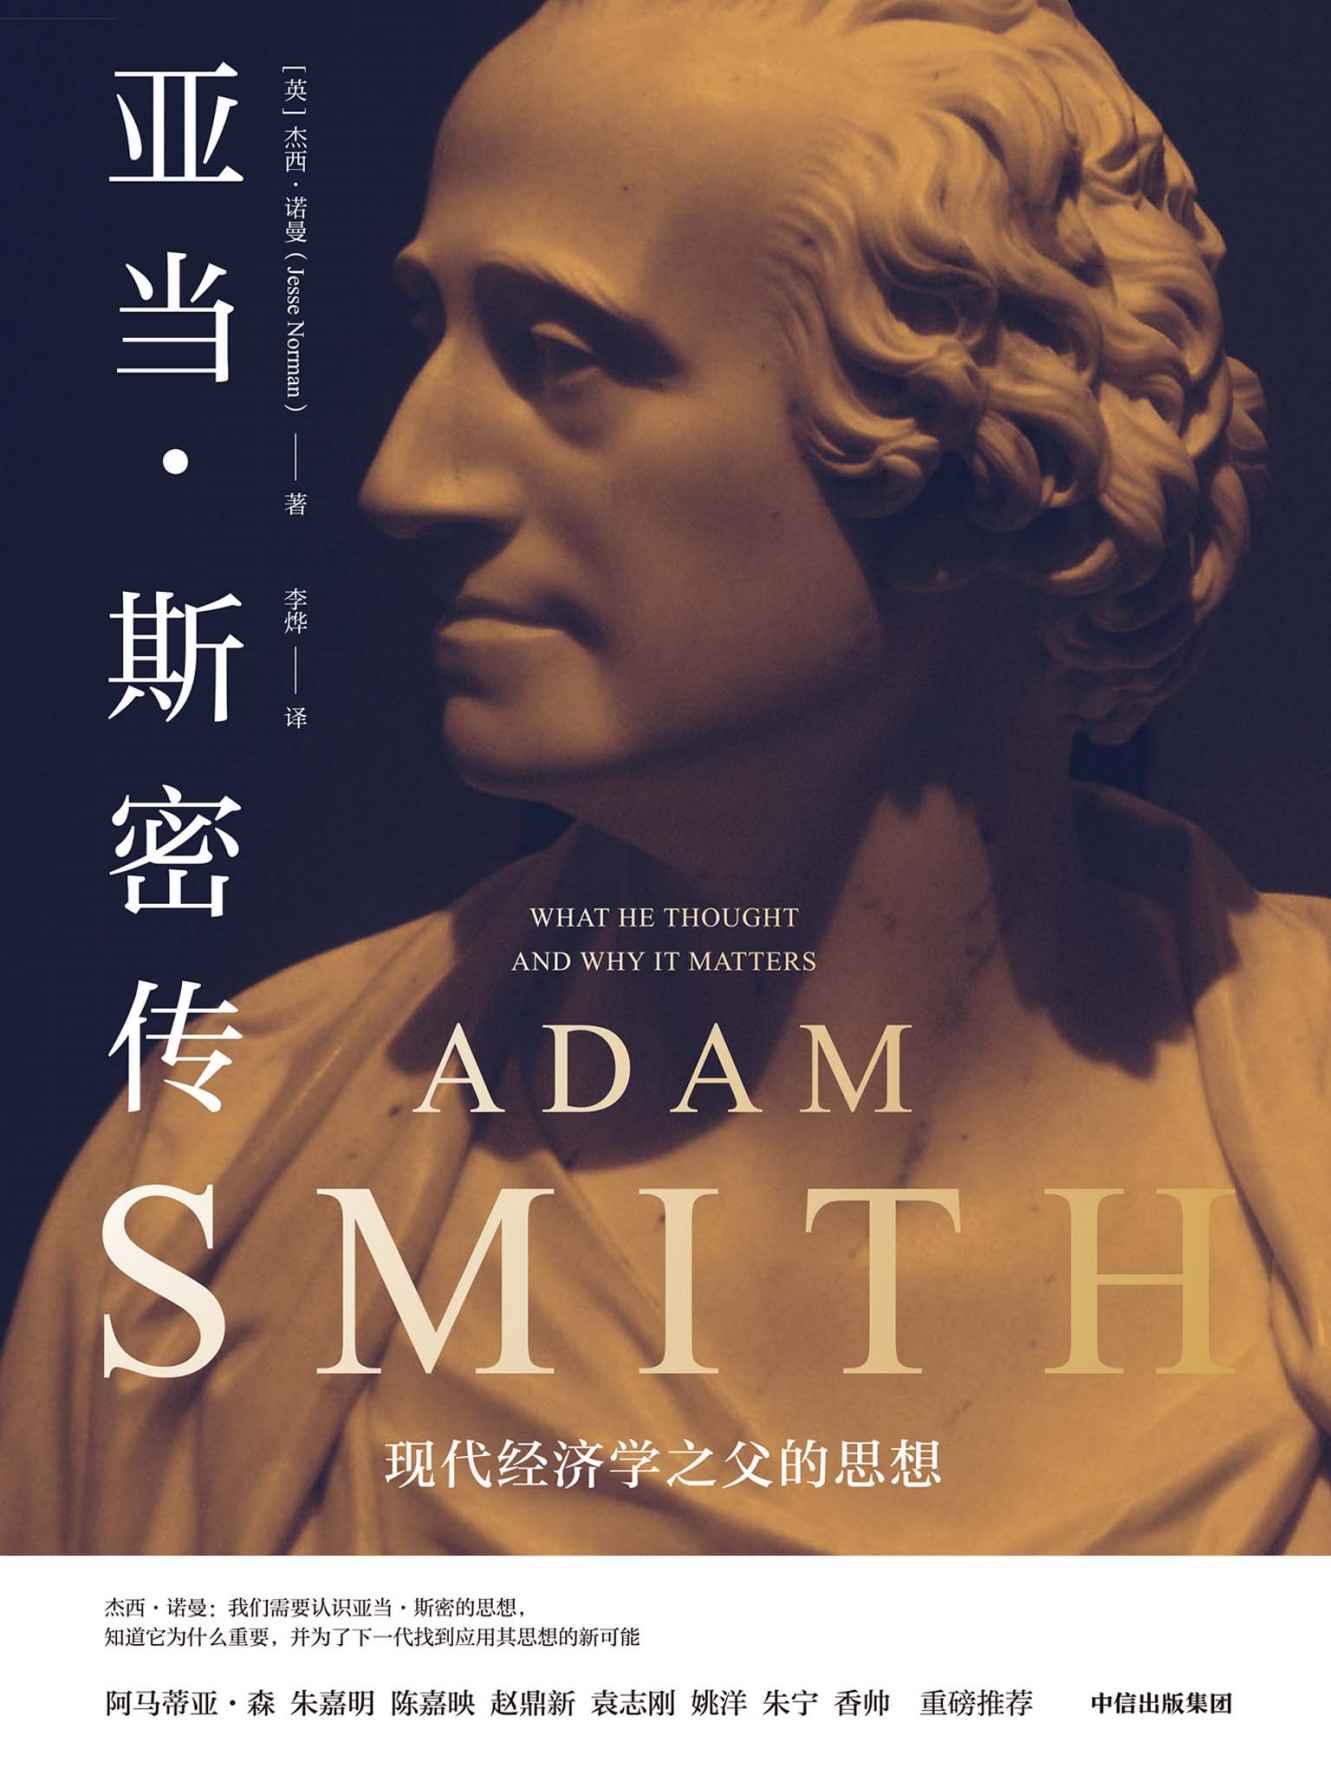 亚当·斯密传
[英]杰西·诺曼(Jesse Norman)——著
李烨——译
WHAT HE THOUGHT
AND WHY IT MATTERS
ADAM
SMITH
现代经济学之父的思想
杰西·诺曼：我们需要认识亚当·斯密的思想，
知道它为什么重要，并为了下一代找到应用其思想的新可能
阿马蒂亚·森 朱嘉明 陈嘉映 赵鼎新 袁志刚 姚洋 朱宁 香帅 重磅推荐 中信出版集团